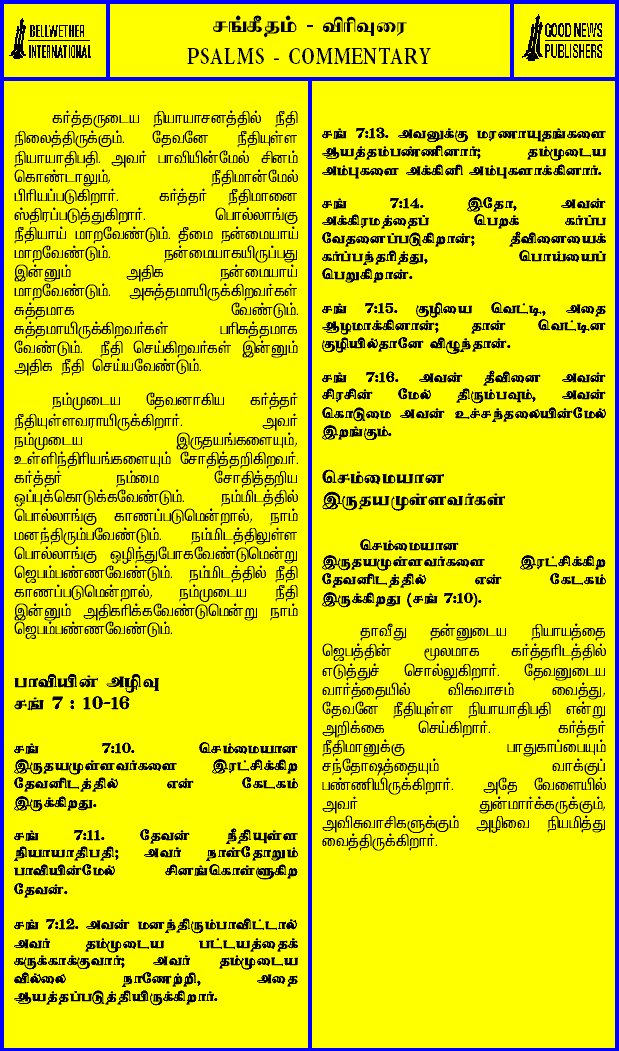 BELLWETHER
INTERNATIONAL
சங்கீதம் - விரிவுரை
PSALMS - COMMENTARY
GOOD NEWS
PUBLISHERS
கர்த்தருடைய நியாயாசனத்தில் நீதி
நிலைத்திருக்கும். தேவனே நீதியுள்ள
நியாயாதிபதி. அவர் பாவியின்மேல் சினம்
கொண்டாலும், நீதிமான்மேல்
பிரியப்படுகிறார். கர்த்தர் நீதிமானை
ஸ்திரப்படுத்துகிறார். பொல்லாங்கு
நீதியாய் மாறவேண்டும். தீமை நன்மையாய்
மாறவேண்டும். நன்மையாகயிருப்பது
இன்னும் அதிக நன்மையாய்
மாறவேண்டும். அசுத்தமாயிருக்கிறவர்கள்
சுத்தமாக வேண்டும்.
சுத்தமாயிருக்கிறவர்கள் பரிசுத்தமாக
வேண்டும். நீதி செய்கிறவர்கள் இன்னும்
அதிக நீதி செய்யவேண்டும்.
நம்முடைய தேவனாகிய கர்த்தர்
நீதியுள்ளவராயிருக்கிறார். அவர்
நம்முடைய இருதயங்களையும்,
உள்ளிந்திரியங்களையும் சோதித்தறிகிறவர்.
கர்த்தர் நம்மை சோதித்தறிய
ஒப்புக்கொடுக்கவேண்டும். நம்மிடத்தில்
பொல்லாங்கு காணப்படுமென்றால், நாம்
மனந்திரும்பவேண்டும். நம்மிடத்திலுள்ள
பொல்லாங்கு ஒழிந்துபோகவேண்டுமென்று
ஜெபம்பண்ணவேண்டும். நம்மிடத்தில் நீதி
காணப்படுமென்றால், நம்முடைய நீதி
இன்னும் அதிகரிக்கவேண்டுமென்று நாம்
ஜெபம்பண்ணவேண்டும்.
பாவியின் அழிவு
சங் 7 : 10-16
சங் 7:10. செம்மையான
இருதயமுள்ளவர்களை இரட்சிக்கிற
தேவனிடத்தில் என் கேடகம்
இருக்கிறது.
சங் 7:11. தேவன் நீதியுள்ள
நியாயாதிபதி; அவர் நாள்தோறும்
பாவியின்மேல் சினங்கொள்ளுகிற
தேவன்.
சங் 7:12. அவன் மனந்திரும்பாவிட்டால்
அவர் தம்முடைய பட்டயத்தைக்
கருக்காக்குவார்; அவர் தம்முடைய
வில்லை நாணேற்றி, அதை
ஆயத்தப்படுத்தியிருக்கிறார்.
சங் 7:13. அவனுக்கு மரணாயுதங்களை
ஆயத்தம்பண்ணினார்; தம்முடைய
அம்புகளை அக்கினி அம்புகளாக்கினார்.
சங் 7:14. இதோ, அவன்
அக்கிரமத்தைப் பெறக் கர்ப்ப
வேதனைப்படுகிறான்; தீவினையைக்
கர்ப்பந்தரித்து, பொய்யைப்
பெறுகிறான்.
சங் 7:15. குழியை வெட்டி, அதை
ஆழமாக்கினான்; தான் வெட்டின
குழியில்தானே விழுந்தான்.
சங் 7:16. அவன் தீவினை அவன்
சிரசின் மேல் திரும்பவும், அவன்
கொடுமை அவன் உச்சந்தலையின்மேல்
இறங்கும்.
செம்மையான
இருதயமுள்ளவர்கள்
செம்மையான
இருதயமுள்ளவர்களை இரட்சிக்கிற
தேவனிடத்தில் என் கேடகம்
இருக்கிறது (சங் 7:10).
தாவீது தன்னுடைய நியாயத்தை
ஜெபத்தின் மூலமாக கர்த்தரிடத்தில்
எடுத்துச் சொல்லுகிறார். தேவனுடைய
வார்த்தையில் விசுவாசம் வைத்து,
தேவனே நீதியுள்ள நியாயாதிபதி என்று
அறிக்கை செய்கிறார். கர்த்தர்
நீதிமானுக்கு பாதுகாப்பையும்
சந்தோஷத்தையும் வாக்குப்
பண்ணியிருக்கிறார். அதே வேளையில்
அவர் துன்மார்க்கருக்கும்,
அவிசுவாசிகளுக்கும் அழிவை நியமித்து
வைத்திருக்கிறார்.